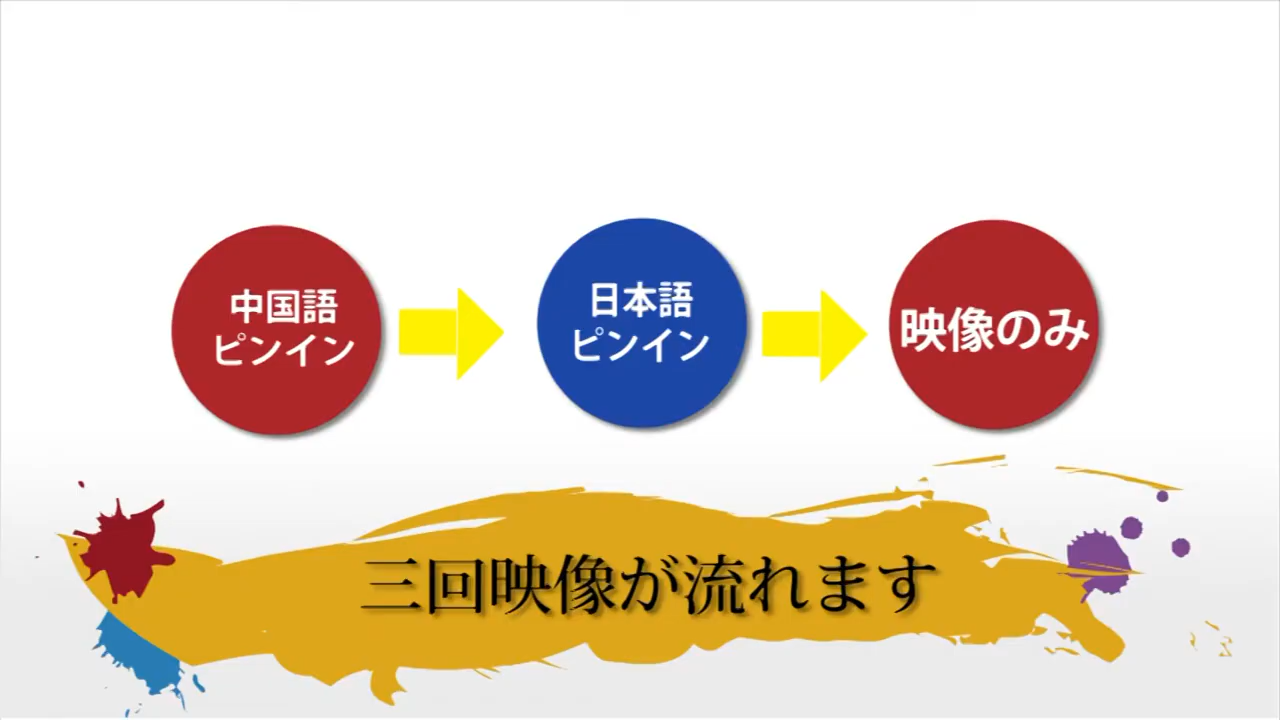 中国語
ピンイン
日本語
ピンイン
映像のみ
三回映像が流れます